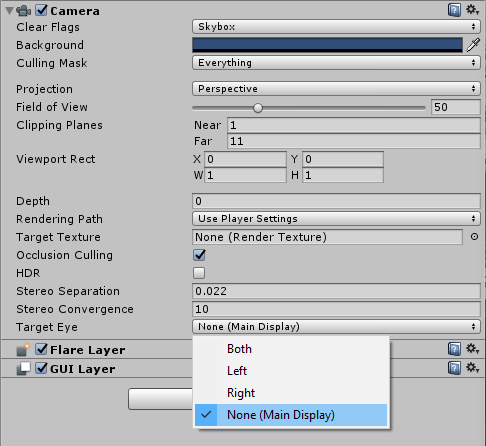 Camera
Clear Flags Skybox
Background
Culling Mask Everything
Projection Perspective
Field of View 50
Clipping Planes Near 1
Far 11
Viewport Rect X 0 Y 0
W 1 H 1
Depth 0
Rendering Path Use Player Settings
Target Texture None (Render Texture)
Occlusion Culling
HDR
Stereo Separation 0.022
Stereo Convergence 10
Target Eye None (Main Display)
Both
Flare Layer
Left
GUI Layer
Right
None (Main Display)